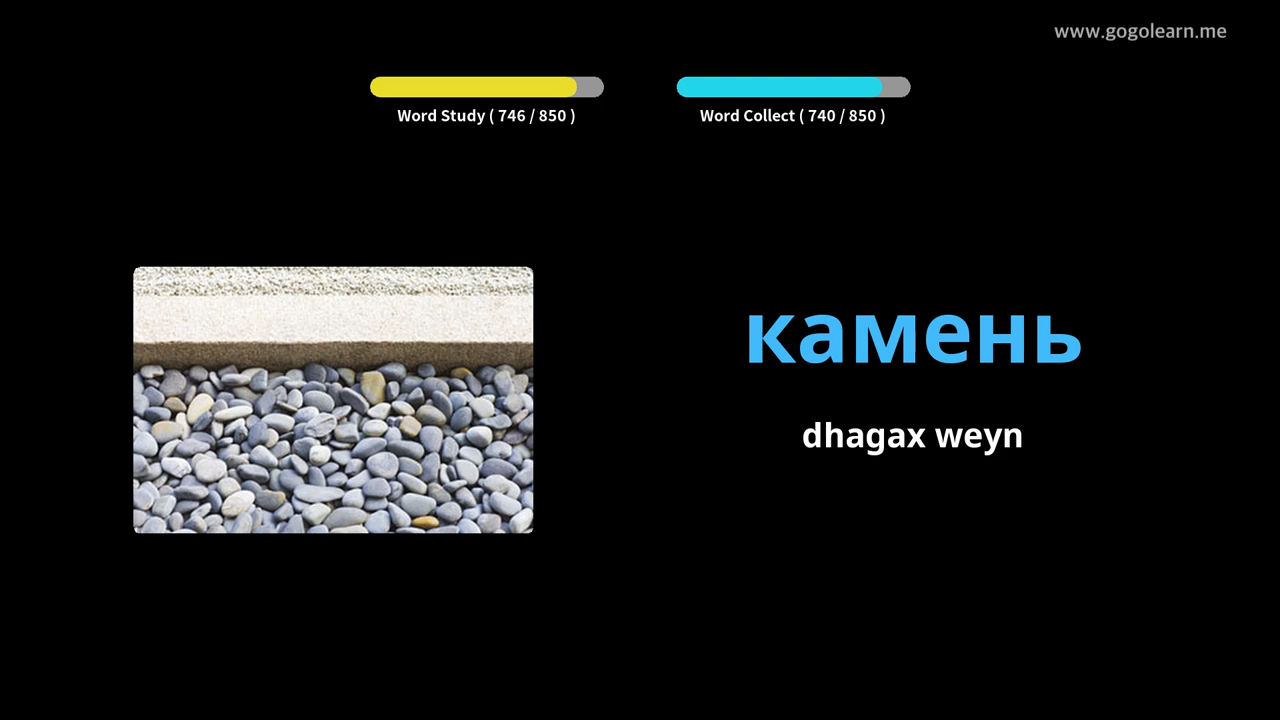 www.gogolearn.me
Word Study ( 746 / 850 )
Word Collect ( 740 / 850 )
камень
dhagax weyn